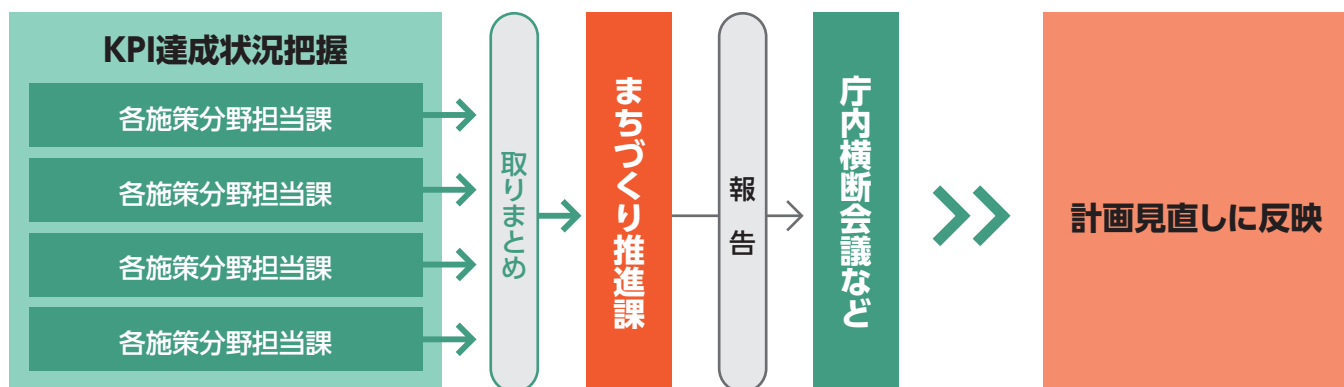 KPI達成状況把握
各施策分野担当課
各施策分野担当課
各施策分野担当課
各施策分野担当課
取りまとめ
まちづくり推進課
報告
庁内横断会議など
計画見直しに反映